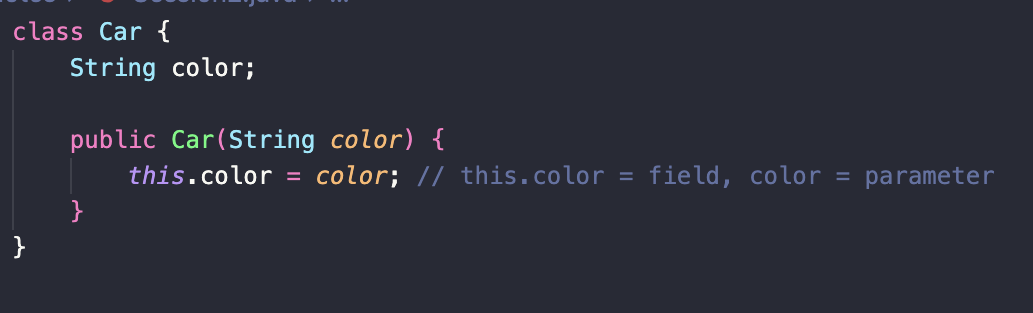 class Car {
    String color;
    public Car(String color) {
        this.color = color; // this.color = field, color = parameter
    }
}